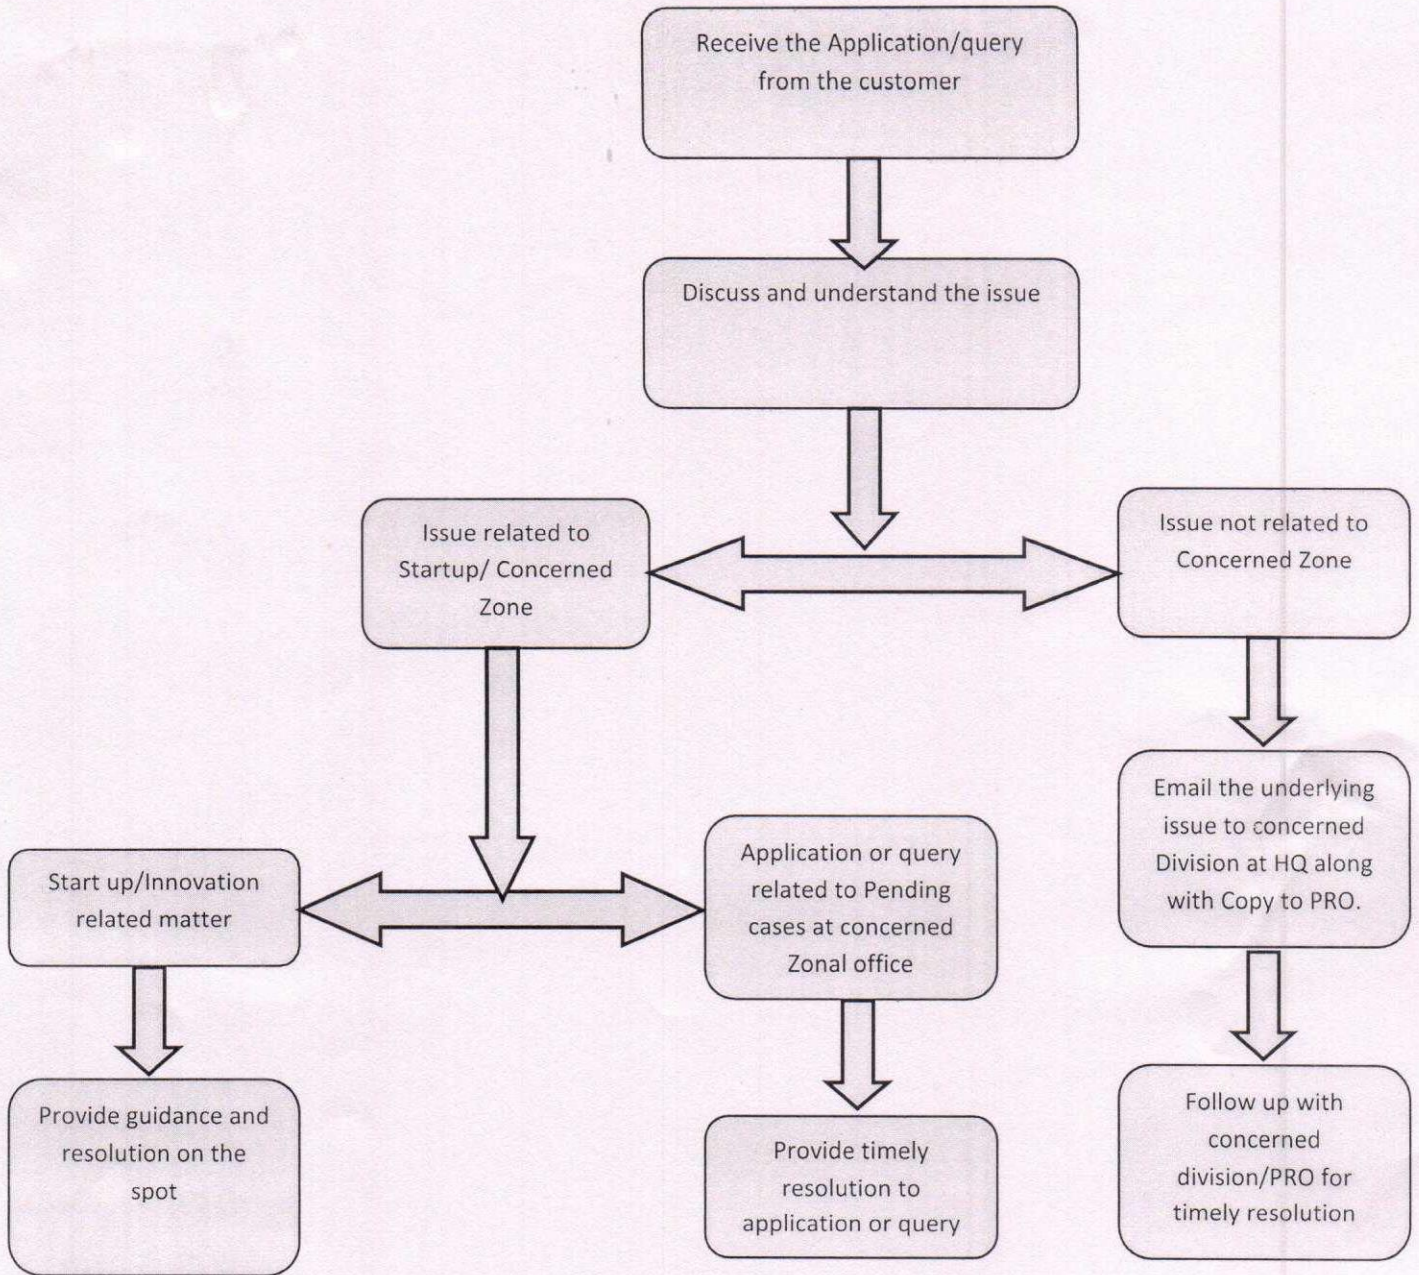 Receive the Application/query
from the customer
Discuss and understand the issue
Issue related to
Startup/ Concerned
Zone
Issue not related to
Concerned Zone
Start up/Innovation
related matter
Application or query
related to Pending
cases at concerned
Zonal office
Email the underlying
issue to concerned
Division at HQ along
with Copy to PRO.
Provide guidance and
resolution on the
spot
Provide timely
resolution to
application or query
Follow up with
concerned
division/PRO for
timely resolution